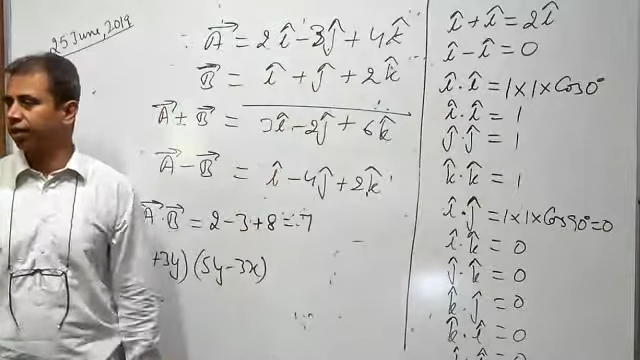 25 June, 2019
A⃗ = 2î - 3ĵ + 4k̂
B⃗ = î + ĵ + 2k̂
A⃗ ± B⃗ = 3î - 2ĵ + 6k̂
A⃗ - B⃗ = î - 4ĵ + 2k̂
A⃗ · B⃗ = 2 - 3 + 8 = 7
+3y) (5y - 3x)
î + î = 2î
î - î = 0
î · î = 1 x 1 x Cos0°
î · î = 1
ĵ · ĵ = 1
k̂ · k̂ = 1
î · ĵ = 1 x 1 x Cos90° = 0
î · k̂ = 0
ĵ · k̂ = 0
k̂ · ĵ = 0
k̂ · î = 0